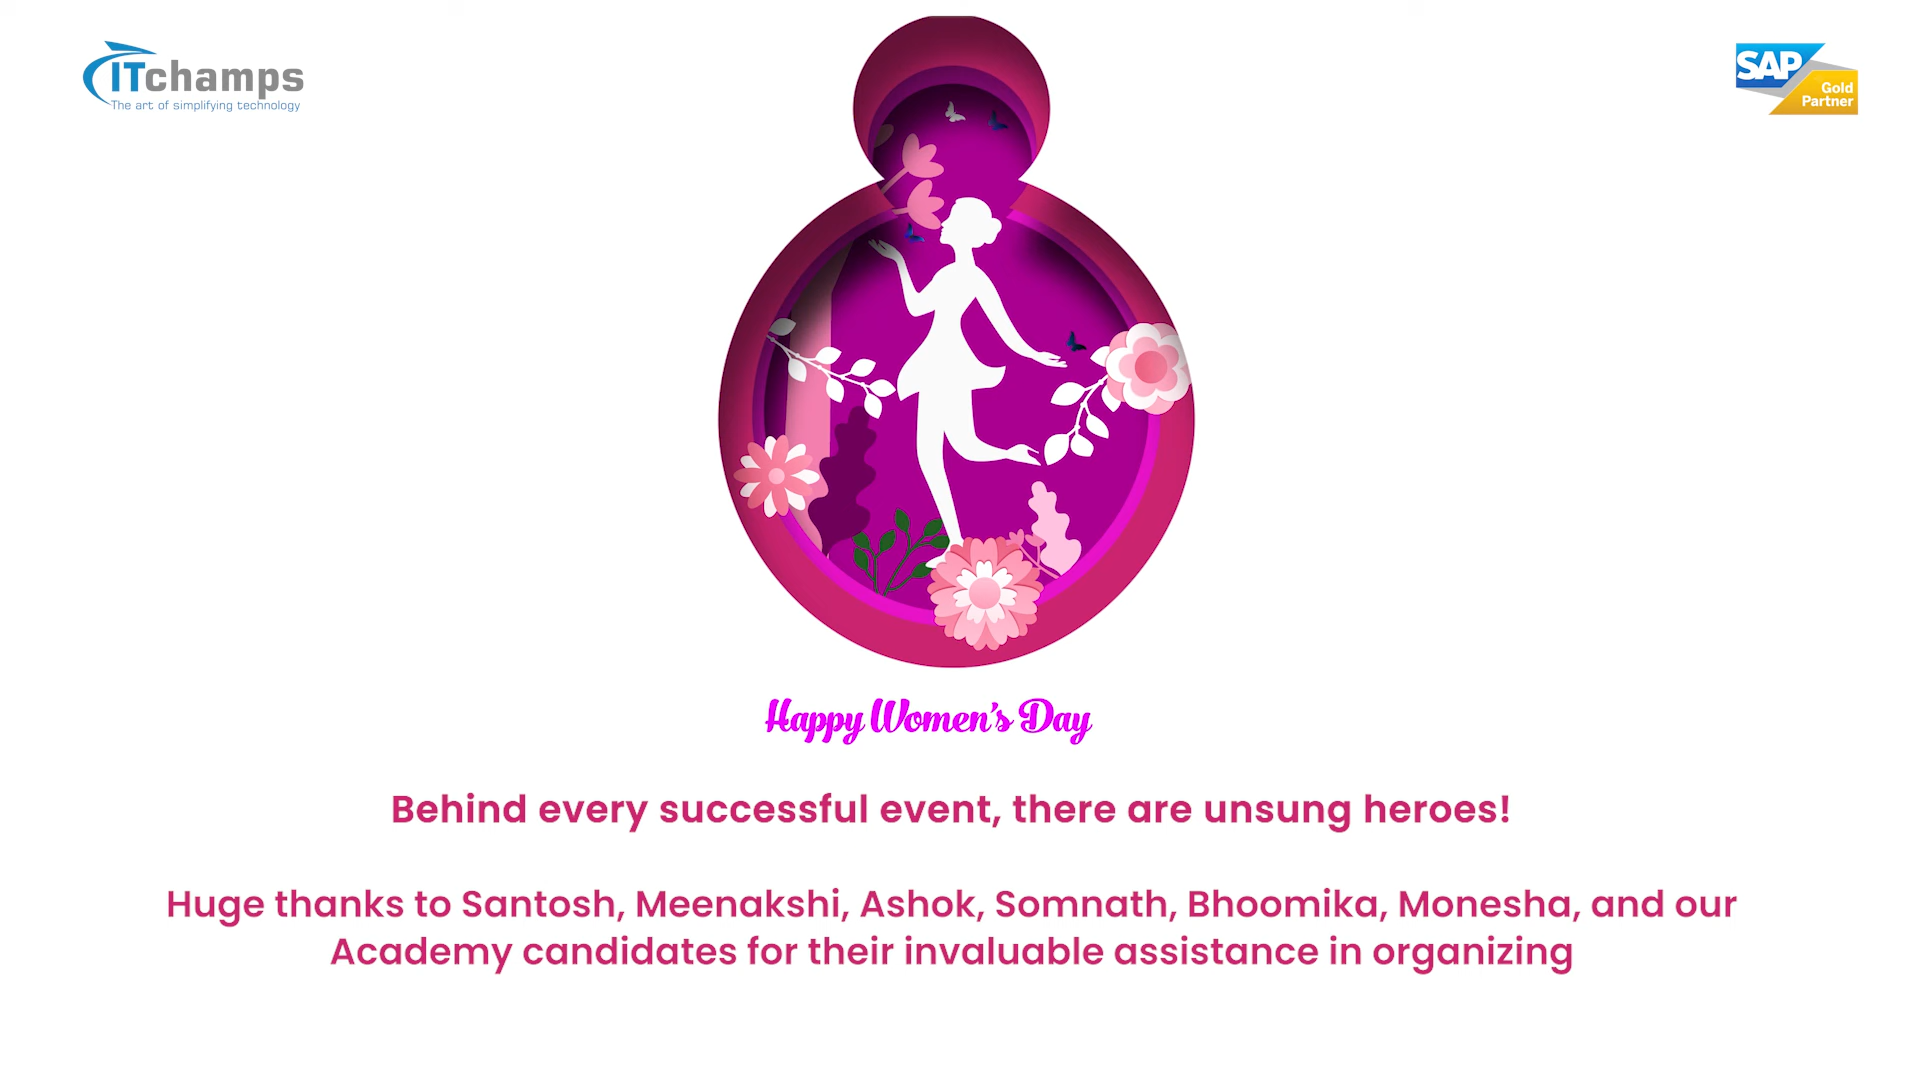 ITchamps
The art of simplifying technology
SAP
Gold
Partner
Happy Women's Day
Behind every successful event, there are unsung heroes!
Huge thanks to Santosh, Meenakshi, Ashok, Somnath, Bhoomika, Monesha, and our
Academy candidates for their invaluable assistance in organizing